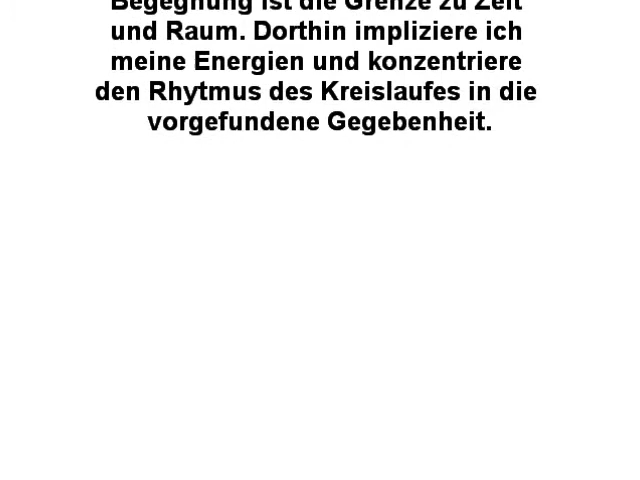 Begegnung ist die Grenze zu Zeit
und Raum. Dorthin impliziere ich
meine Energien und konzentriere
den Rhytmus des Kreislaufes in die
vorgefundene Gegebenheit.